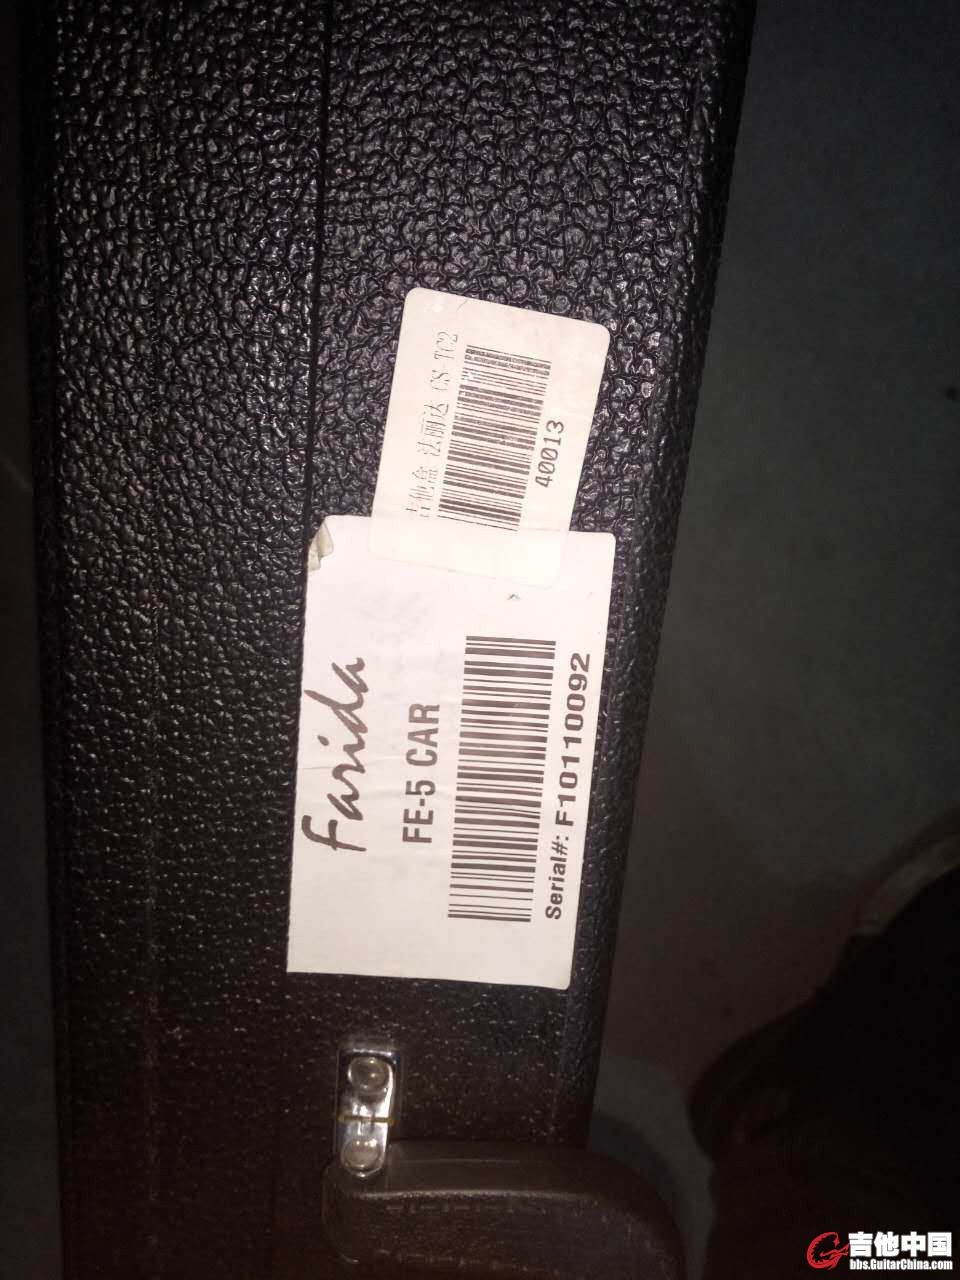 吉他盒 法丽达 CS TC2
40013
Farida
FE-5 CAR
Serial#: F10110092
吉他中国
bbs.GuitarChina.com